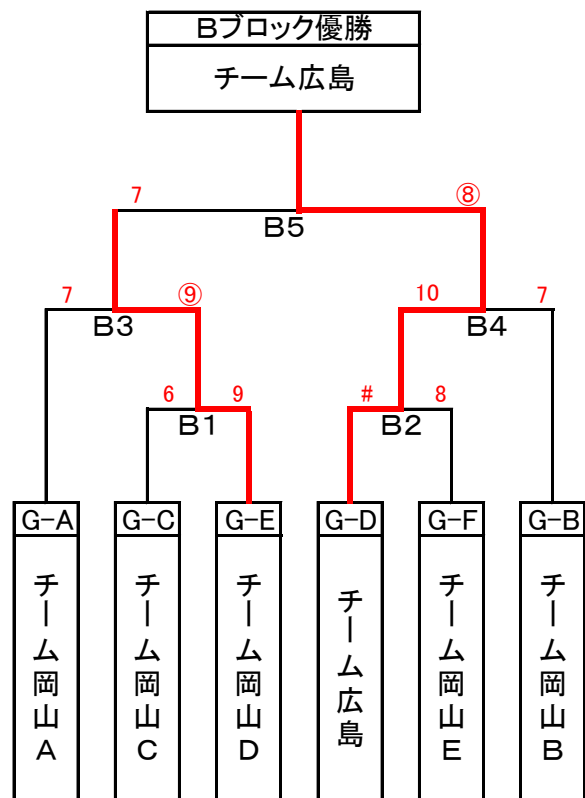 Bブロック優勝
チーム広島
7 ⑧
B5
7 ⑨ 10 7
B3 B4
6 9 # 8
B1 B2
G-A G-C G-E G-D G-F G-B
チーム岡山A
チーム岡山C
チーム岡山D
チーム広島
チーム岡山E
チーム岡山B